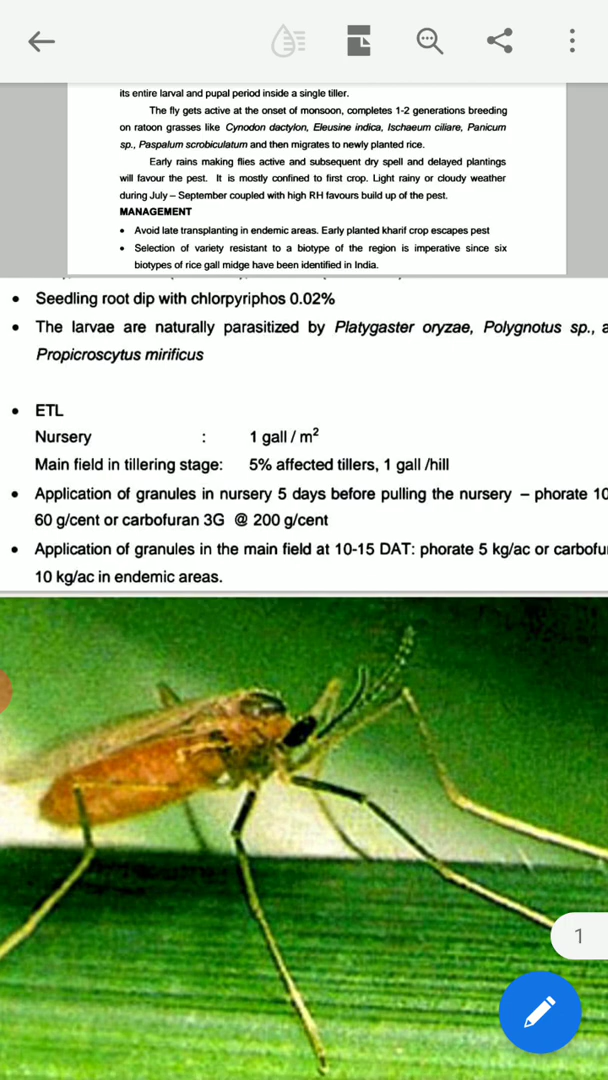 its entire larval and pupal period inside a single tiller.
The fly gets active at the onset of monsoon, completes 1-2 generations breeding
on ratoon grasses like Cynodon dactylon, Eleusine indica, Ischaeum ciliare, Panicum
sp., Paspalum scrobiculatum and then migrates to newly planted rice.
Early rains making flies active and subsequent dry spell and delayed plantings
will favour the pest. It is mostly confined to first crop. Light rainy or cloudy weather
during July – September coupled with high RH favours build up of the pest.
MANAGEMENT
• Avoid late transplanting in endemic areas. Early planted kharif crop escapes pest
• Selection of variety resistant to a biotype of the region is imperative since six
biotypes of rice gall midge have been identified in India.
• Seedling root dip with chlorpyriphos 0.02%
• The larvae are naturally parasitized by Platygaster oryzae, Polygnotus sp., a
Propicroscytus mirificus
• ETL
Nursery : 1 gall / m²
Main field in tillering stage: 5% affected tillers, 1 gall /hill
• Application of granules in nursery 5 days before pulling the nursery – phorate 10
60 g/cent or carbofuran 3G @ 200 g/cent
• Application of granules in the main field at 10-15 DAT: phorate 5 kg/ac or carbofu
10 kg/ac in endemic areas.
1